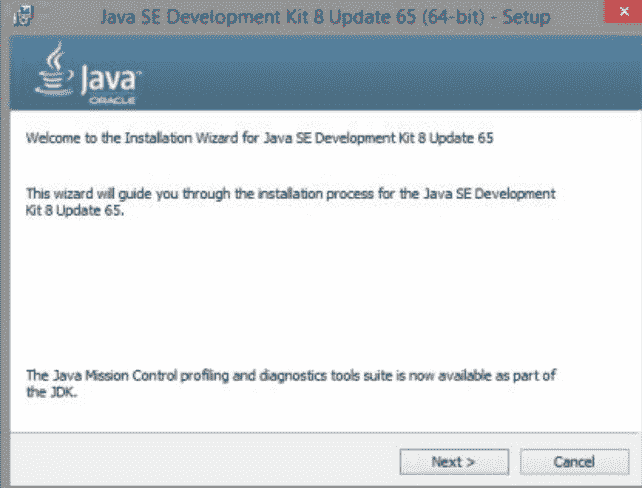 Java SE Development Kit 8 Update 65 (64-bit) - Setup
Java
ORACLE
Welcome to the Installation Wizard for Java SE Development Kit 8 Update 65
This wizard will guide you through the installation process for the Java SE Development
Kit 8 Update 65.
The Java Mission Control profiling and diagnostics tools suite is now available as part of
the JDK.
Next >
Cancel